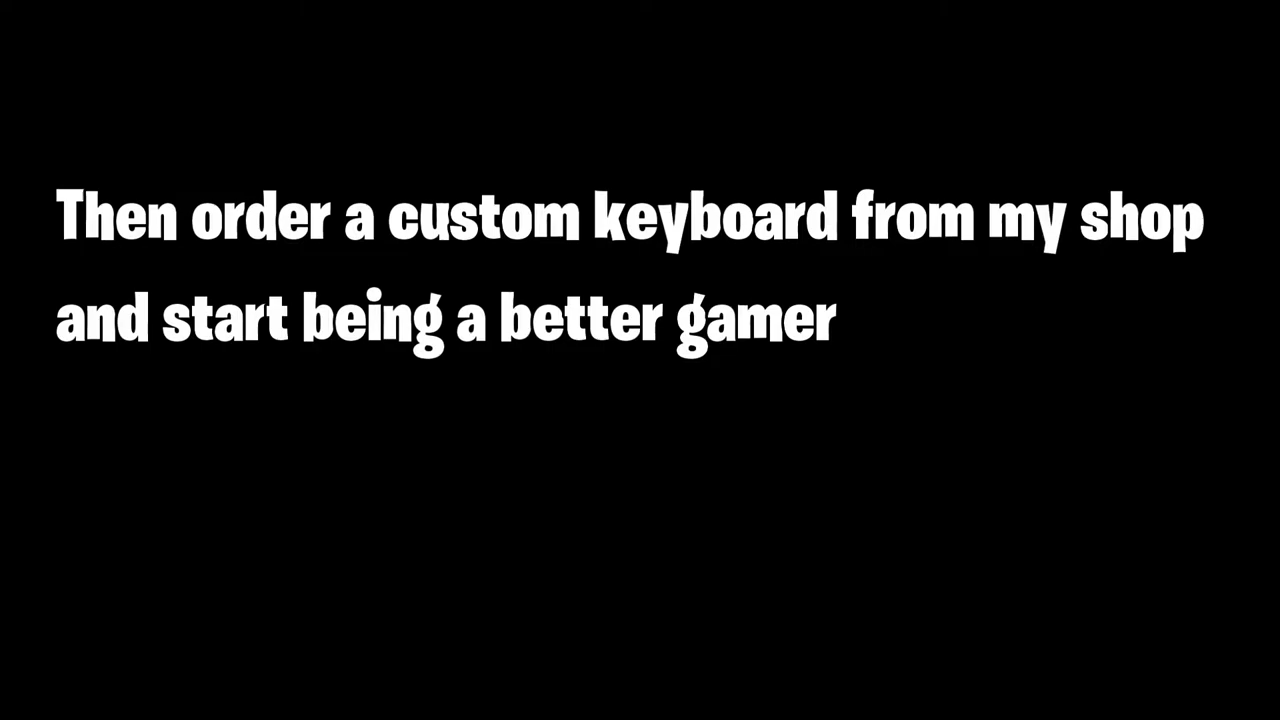 Then order a custom keyboard from my shop
and start being a better gamer